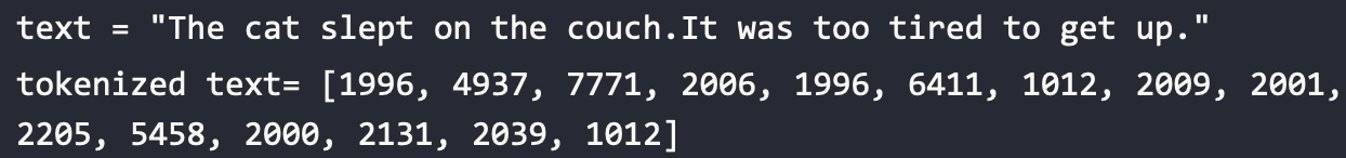 text = "The cat slept on the couch.It was too tired to get up."
tokenized text= [1996, 4937, 7771, 2006, 1996, 6411, 1012, 2009, 2001,
2205, 5458, 2000, 2131, 2039, 1012]